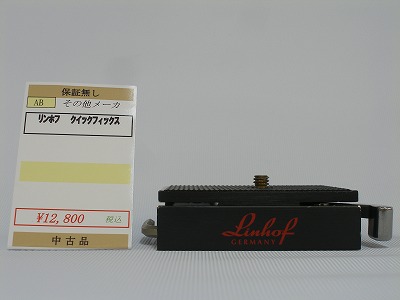 保証無し
AB その他メーカ
リンホフ クイックフィックス
¥12,800 税込
中古品
Linhof
GERMANY